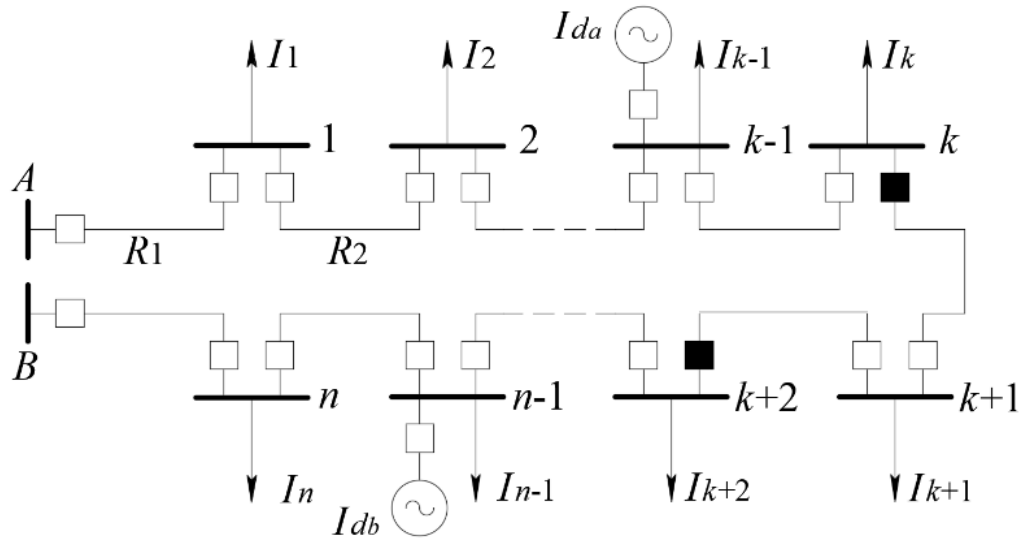 Ida
I1 I2 Ik-1 Ik
1 2 k-1 k
A
R1 R2
B
n n-1 k+2 k+1
In In-1 Ik+2 Ik+1
Idb